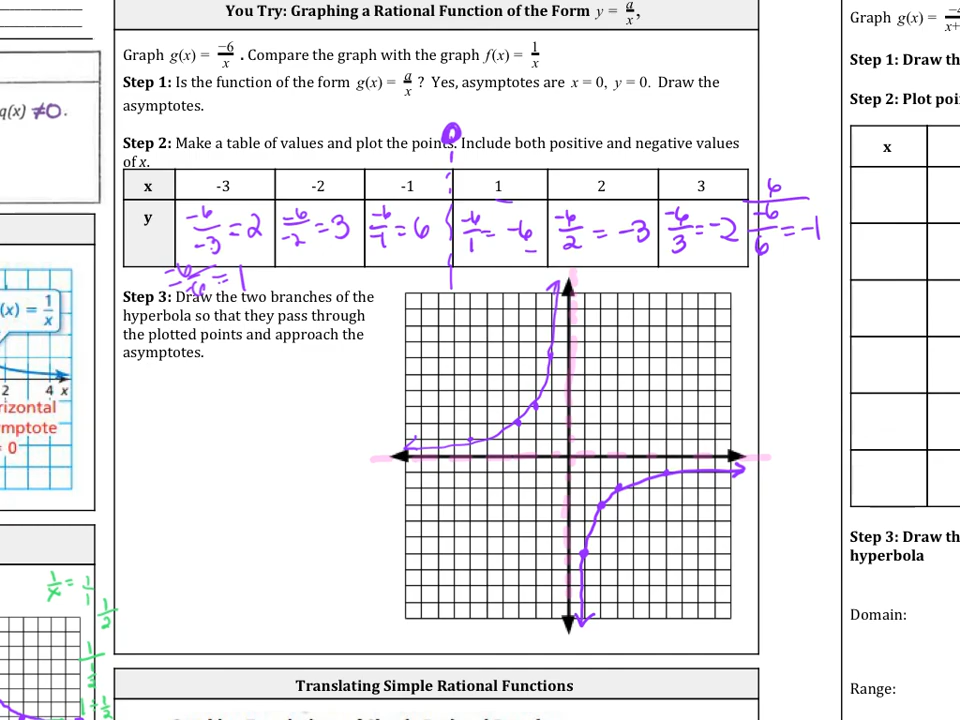 q(x) ≠0.
(x) = 1/x
2 4 x
rizontal
mptote
= 0
1/x = 1/1
1/2
You Try: Graphing a Rational Function of the Form y = a/x,
Graph g(x) = -6/x . Compare the graph with the graph f(x) = 1/x
Step 1: Is the function of the form g(x) = a/x ? Yes, asymptotes are x = 0, y = 0. Draw the
asymptotes.
Step 2: Make a table of values and plot the points. Include both positive and negative values
of x.
x -3 -2 -1 0 1 2 3 6
y -6/-3 = 2 -6/-2 = 3 -6/-1 = 6 -6/1 = -6 -6/2 = -3 -6/3 = -2 -6/6 = -1
-6/-6 = 1
Step 3: Draw the two branches of the
hyperbola so that they pass through
the plotted points and approach the
asymptotes.
Translating Simple Rational Functions
Graph g(x) =
Step 1: Draw th
Step 2: Plot poi
x
Step 3: Draw th
hyperbola
Domain:
Range: